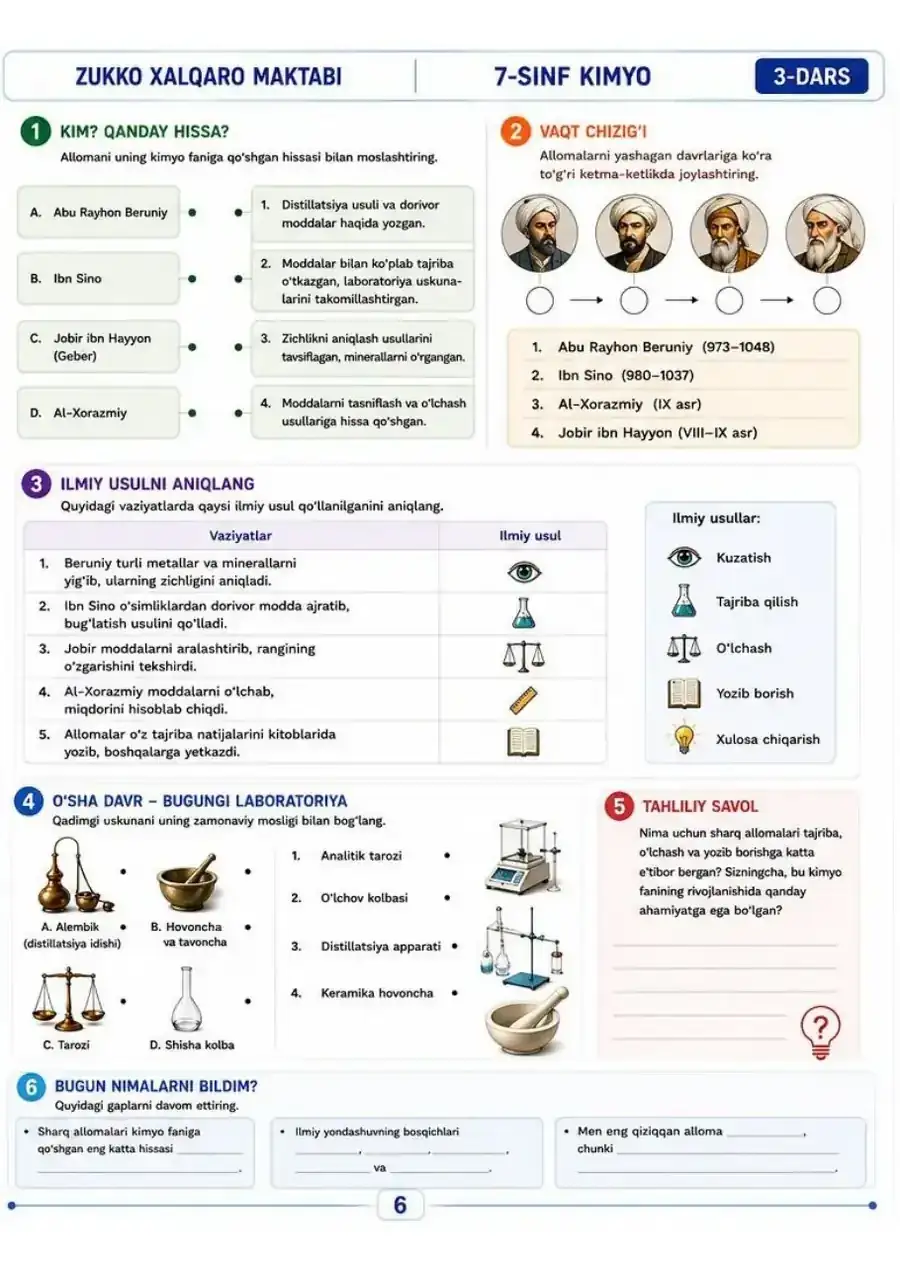 ZUKKO XALQARO MAKTABI
7-SINF KIMYO
3-DARS
1 KIM? QANDAY HISSA?
Allomani uning kimyo faniga qo'shgan hissasi bilan moslashtiring.
A. Abu Rayhon Beruniy
B. Ibn Sino
C. Jobir ibn Hayyon
(Geber)
D. Al-Xorazmiy
1. Distillatsiya usuli va dorivor
moddalar haqida yozgan.
2. Moddalar bilan ko'plab tajriba
o'tkazgan, laboratoriya uskuna-
larini takomillashtirgan.
3. Zichlikni aniqlash usullarini
tavsiflagan, minerallarni o'rgangan.
4. Moddalarni tasniflash va o'lchash
usullariga hissa qo'shgan.
2 VAQT CHIZIG'I
Allomalarni yashagan davrlariga ko'ra
to'g'ri ketma-ketlikda joylashtiring.
1. Abu Rayhon Beruniy (973–1048)
2. Ibn Sino (980–1037)
3. Al-Xorazmiy (IX asr)
4. Jobir ibn Hayyon (VIII–IX asr)
3 ILMIY USULNI ANIQLANG
Quyidagi vaziyatlarda qaysi ilmiy usul qo'llanilganini aniqlang.
Vaziyatlar
Ilmiy usul
1. Beruniy turli metallar va minerallarni
yig'ib, ularning zichligini aniqladi.
2. Ibn Sino o'simliklardan dorivor modda ajratib,
bug'latish usulini qo'lladi.
3. Jobir moddalarni aralashtirib, rangining
o'zgarishini tekshirdi.
4. Al-Xorazmiy moddalarni o'lchab,
miqdorini hisoblab chiqdi.
5. Allomalar o'z tajriba natijalarini kitoblarida
yozib, boshqalarga yetkazdi.
Ilmiy usullar:
Kuzatish
Tajriba qilish
O'lchash
Yozib borish
Xulosa chiqarish
4 O'SHA DAVR – BUGUNGI LABORATORIYA
Qadimgi uskunani uning zamonaviy mosligi bilan bog'lang.
A. Alembik
(distillatsiya idishi)
B. Hovoncha
va tavoncha
C. Tarozi
D. Shisha kolba
1. Analitik tarozi
2. O'lchov kolbasi
3. Distillatsiya apparati
4. Keramika hovoncha
5 TAHLILIY SAVOL
Nima uchun sharq allomalari tajriba,
o'lchash va yozib borishga katta
e'tibor bergan? Sizningcha, bu kimyo
fanining rivojlanishida qanday
ahamiyatga ega bo'lgan?
?
6 BUGUN NIMALARNI BILDIM?
Quyidagi gaplarni davom ettiring.
• Sharq allomalari kimyo faniga
qo'shgan eng katta hissasi ________
________.
• Ilmiy yondashuvning bosqichlari
________, ________, ________,
________ va ________.
• Men eng qiziqqan alloma ________,
chunki ________
________.
6